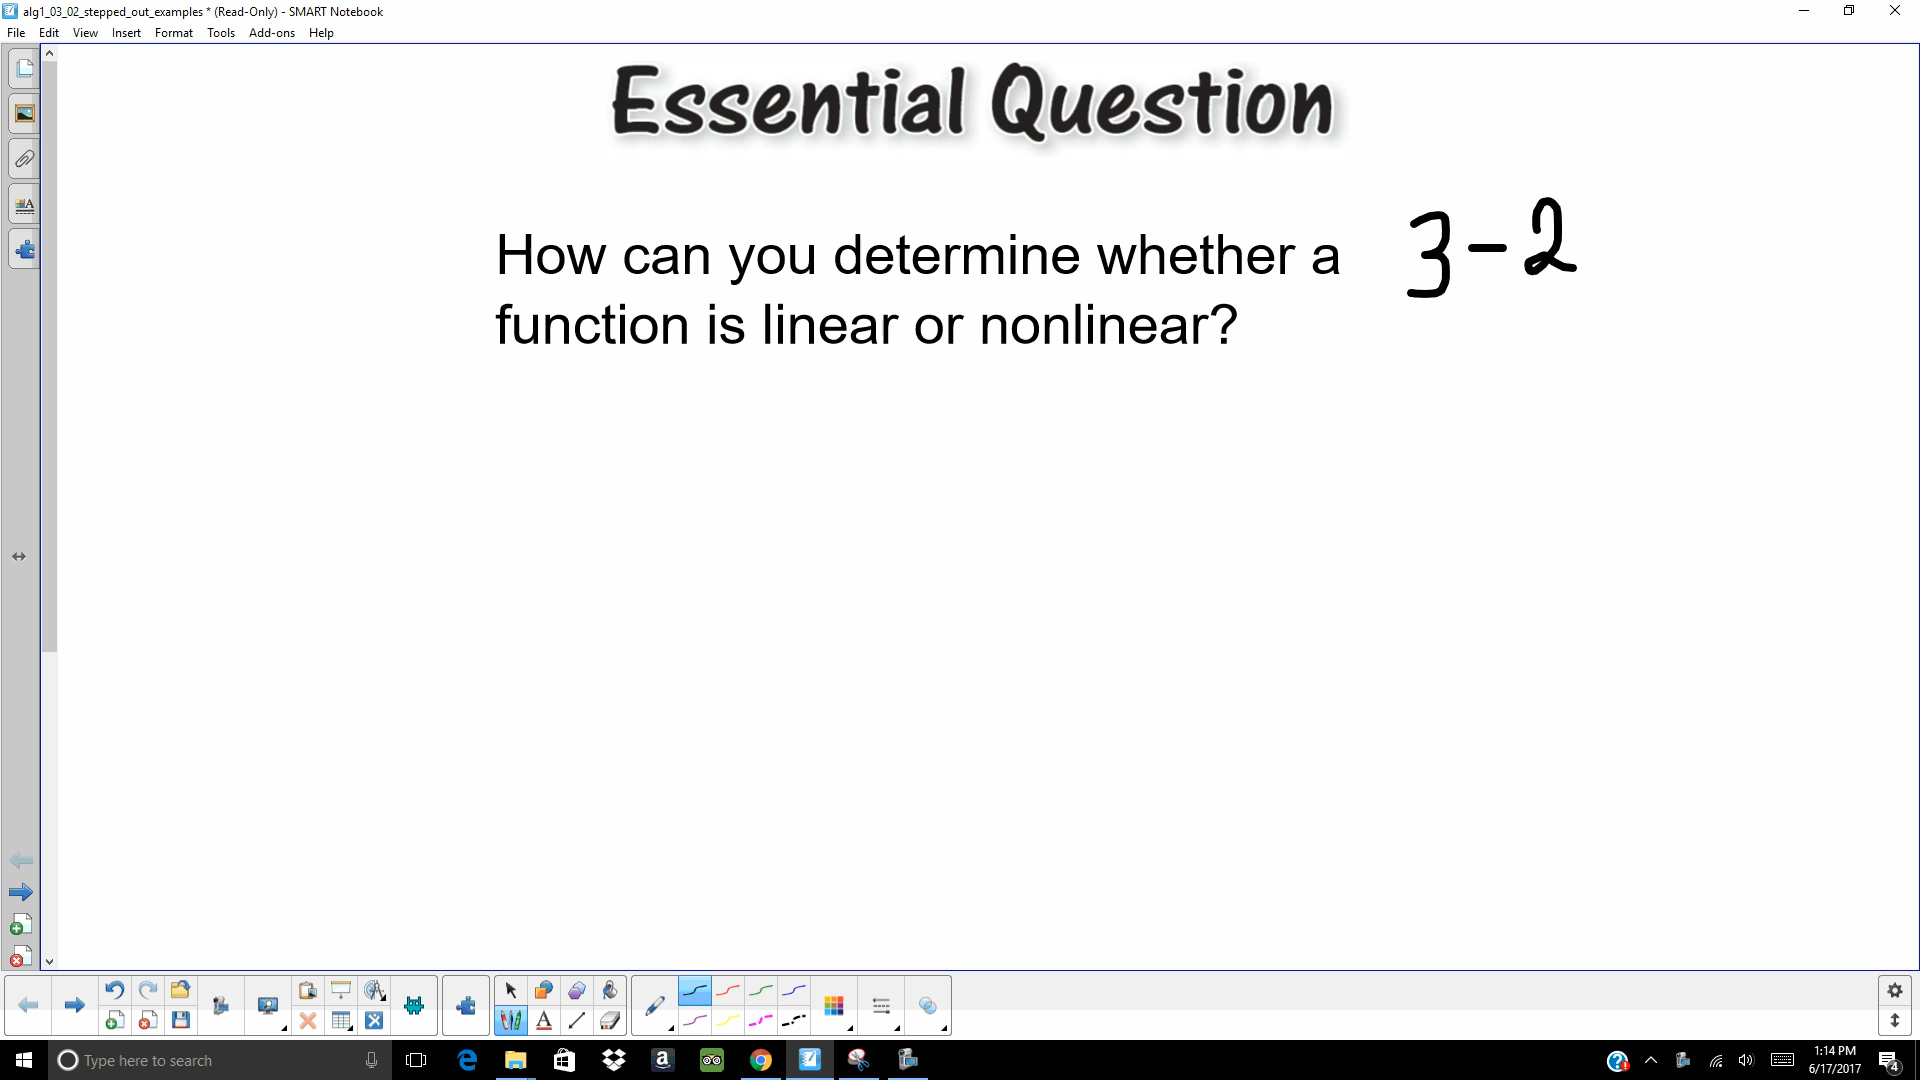 alg1_03_02_stepped_out_examples * (Read-Only) - SMART Notebook
File Edit View Insert Format Tools Add-ons Help
Essential Question
How can you determine whether a 3-2
function is linear or nonlinear?
Type here to search
1:14 PM
6/17/2017
4